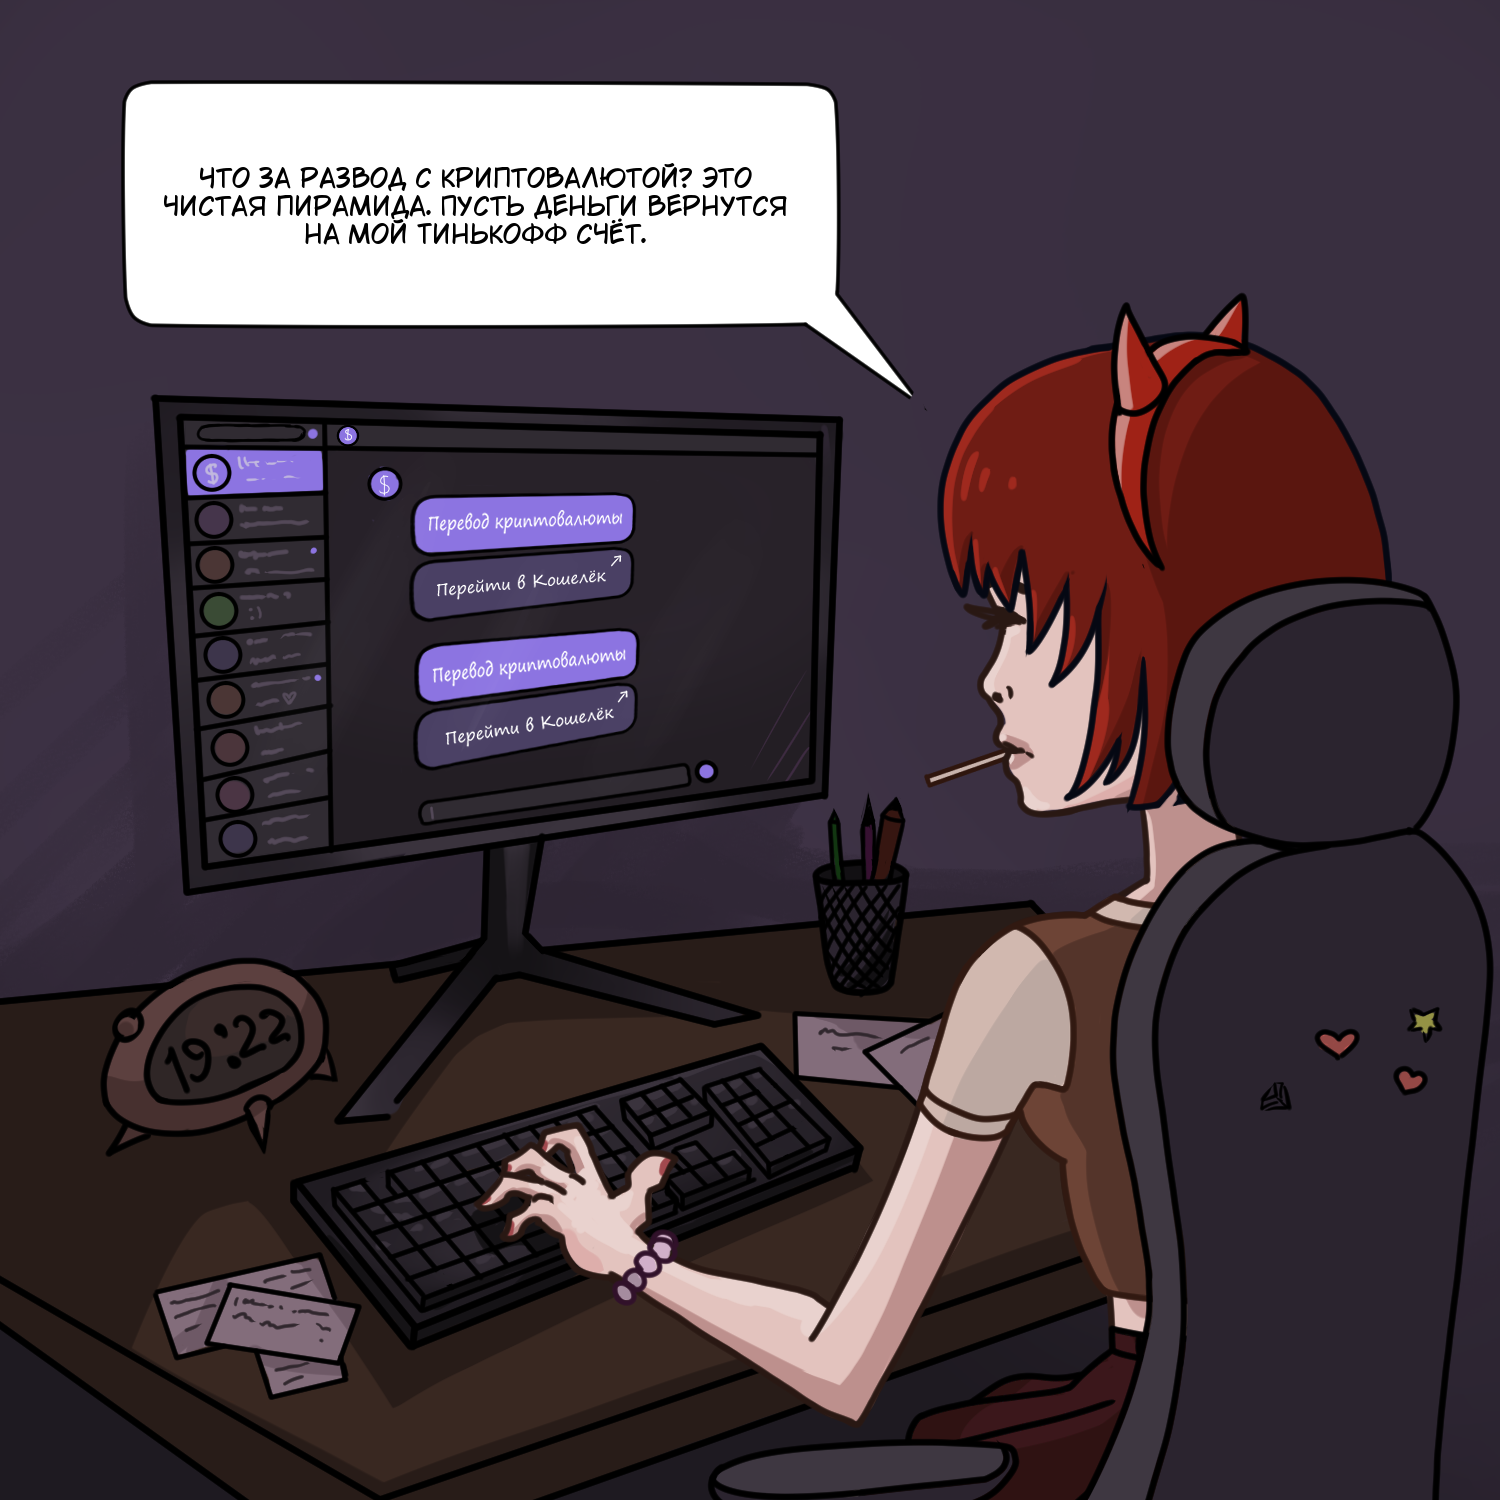 ЧТО ЗА РАЗВОД С КРИПТОВАЛЮТОЙ? ЭТО
ЧИСТАЯ ПИРАМИДА. ПУСТЬ ДЕНЬГИ ВЕРНУТСЯ
НА МОЙ ТИНЬКОФФ СЧЁТ.
$
$
$
:)
Перевод криптовалюты
Перейти в Кошелёк
Перевод криптовалюты
Перейти в Кошелёк
19:22